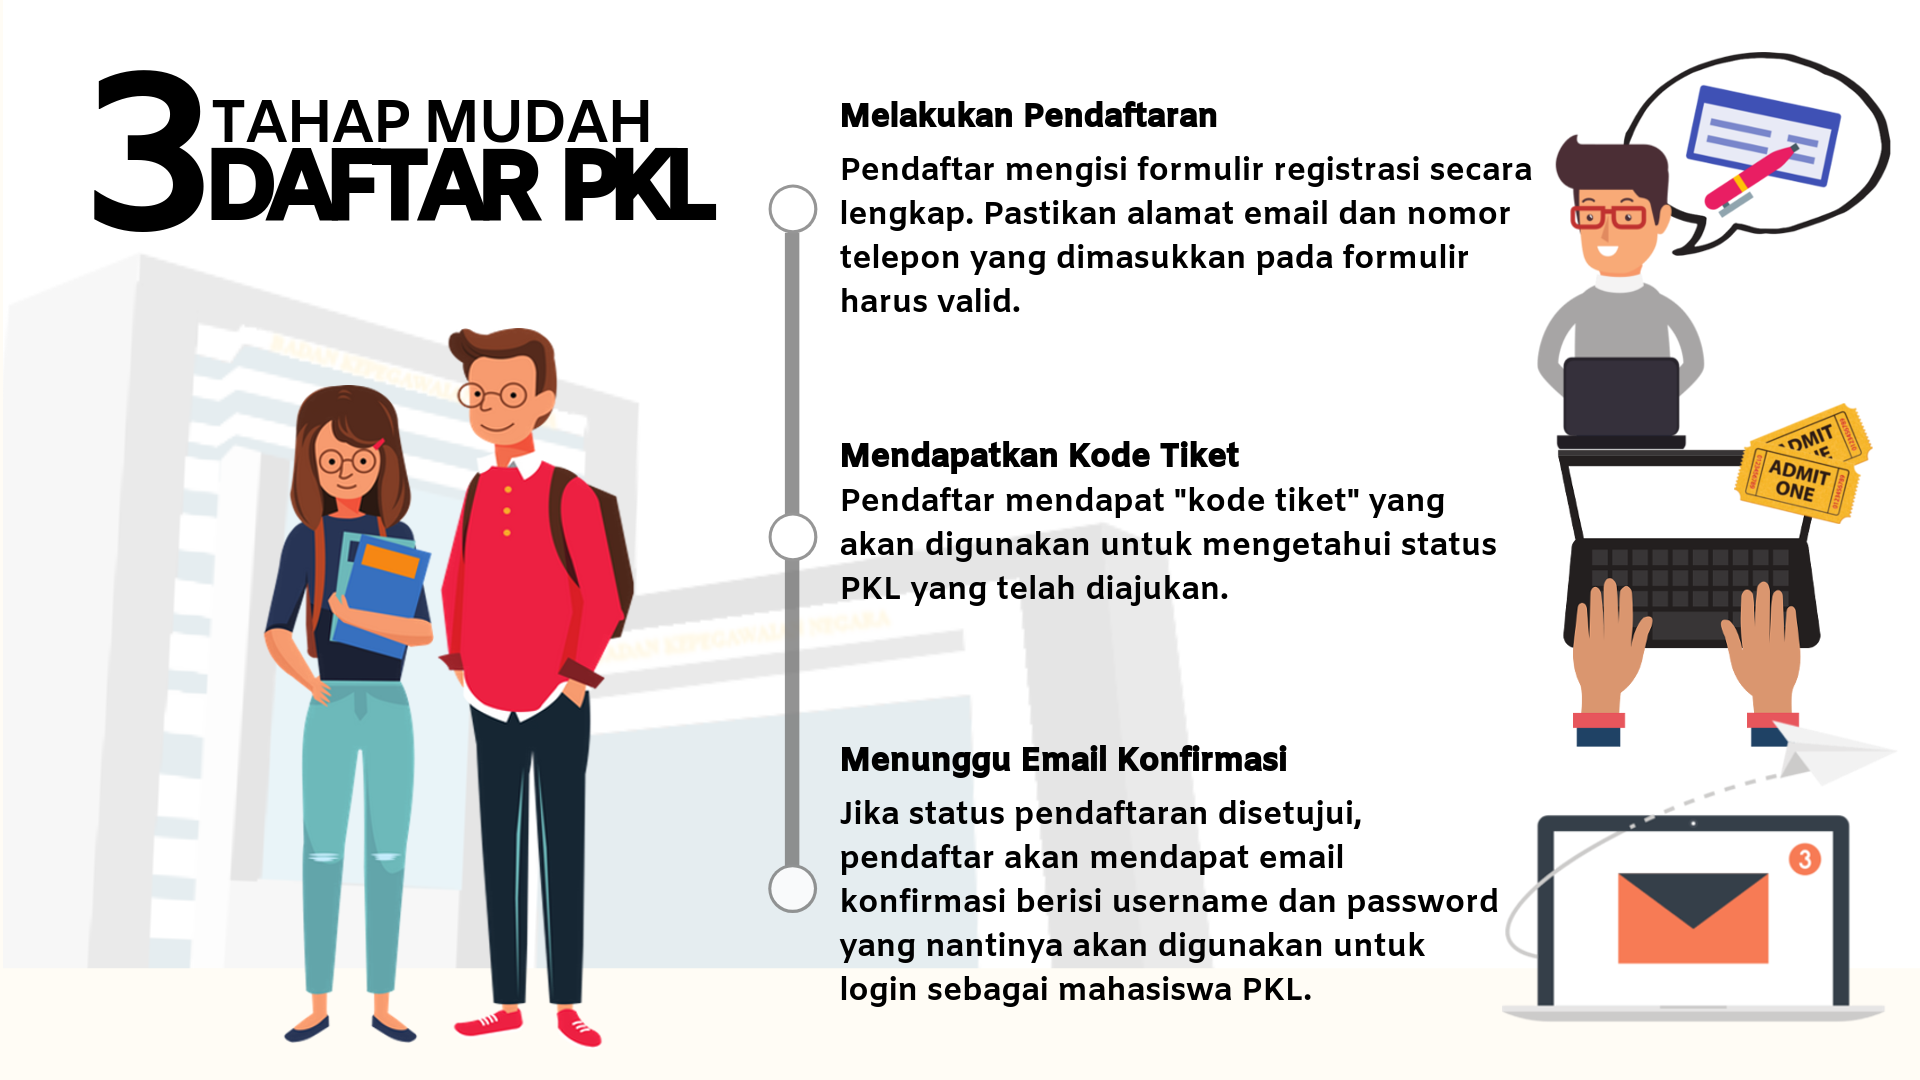 3 TAHAP MUDAH
DAFTAR PKL
Melakukan Pendaftaran
Pendaftar mengisi formulir registrasi secara
lengkap. Pastikan alamat email dan nomor
telepon yang dimasukkan pada formulir
harus valid.
Mendapatkan Kode Tiket
Pendaftar mendapat "kode tiket" yang
akan digunakan untuk mengetahui status
PKL yang telah diajukan.
Menunggu Email Konfirmasi
Jika status pendaftaran disetujui,
pendaftar akan mendapat email
konfirmasi berisi username dan password
yang nantinya akan digunakan untuk
login sebagai mahasiswa PKL.
ADMIT
ADMIT
ONE
3
BADAN
NEGARA